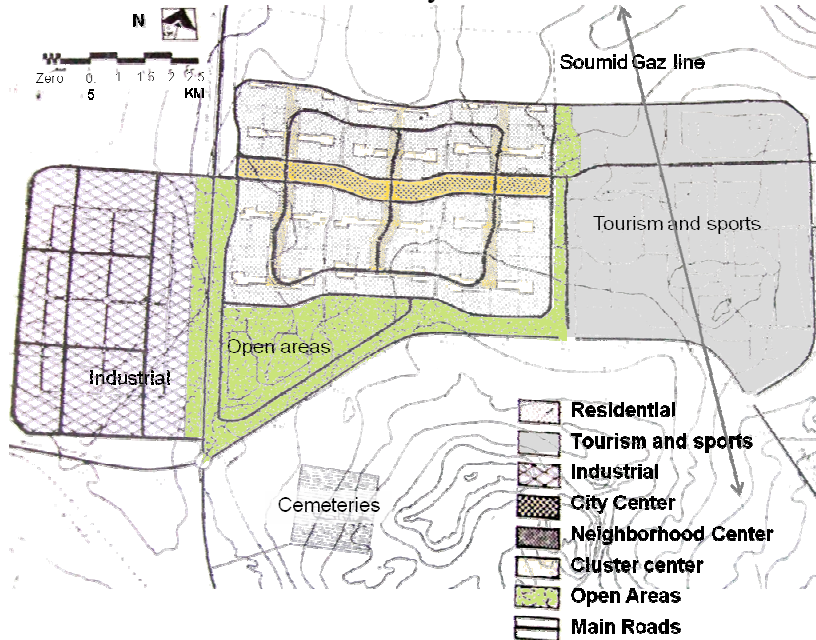 N
Zero 0. 1 1.5 2 2.5
5 KM
Soumid Gaz line
Tourism and sports
Open areas
Industrial
Cemeteries
Residential
Tourism and sports
Industrial
City Center
Neighborhood Center
Cluster center
Open Areas
Main Roads